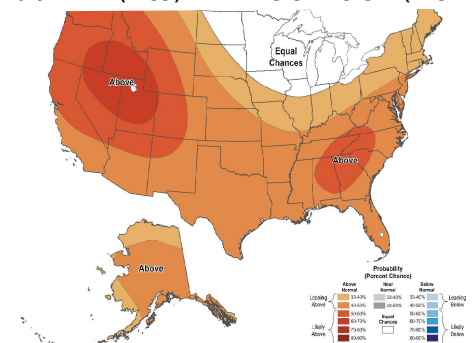 Equal
Chances
Above
Above
Above
Probability
(Percent Chance)
Above
Normal
Near
Normal
Below
Normal
Leaning
Above
Likely
Above
33-40%
40-50%
50-60%
60-70%
70-80%
80-90%
33-40%
40-50%
Equal
Chances
33-40%
40-50%
50-60%
60-70%
70-80%
80-90%
Leaning
Below
Likely
Below